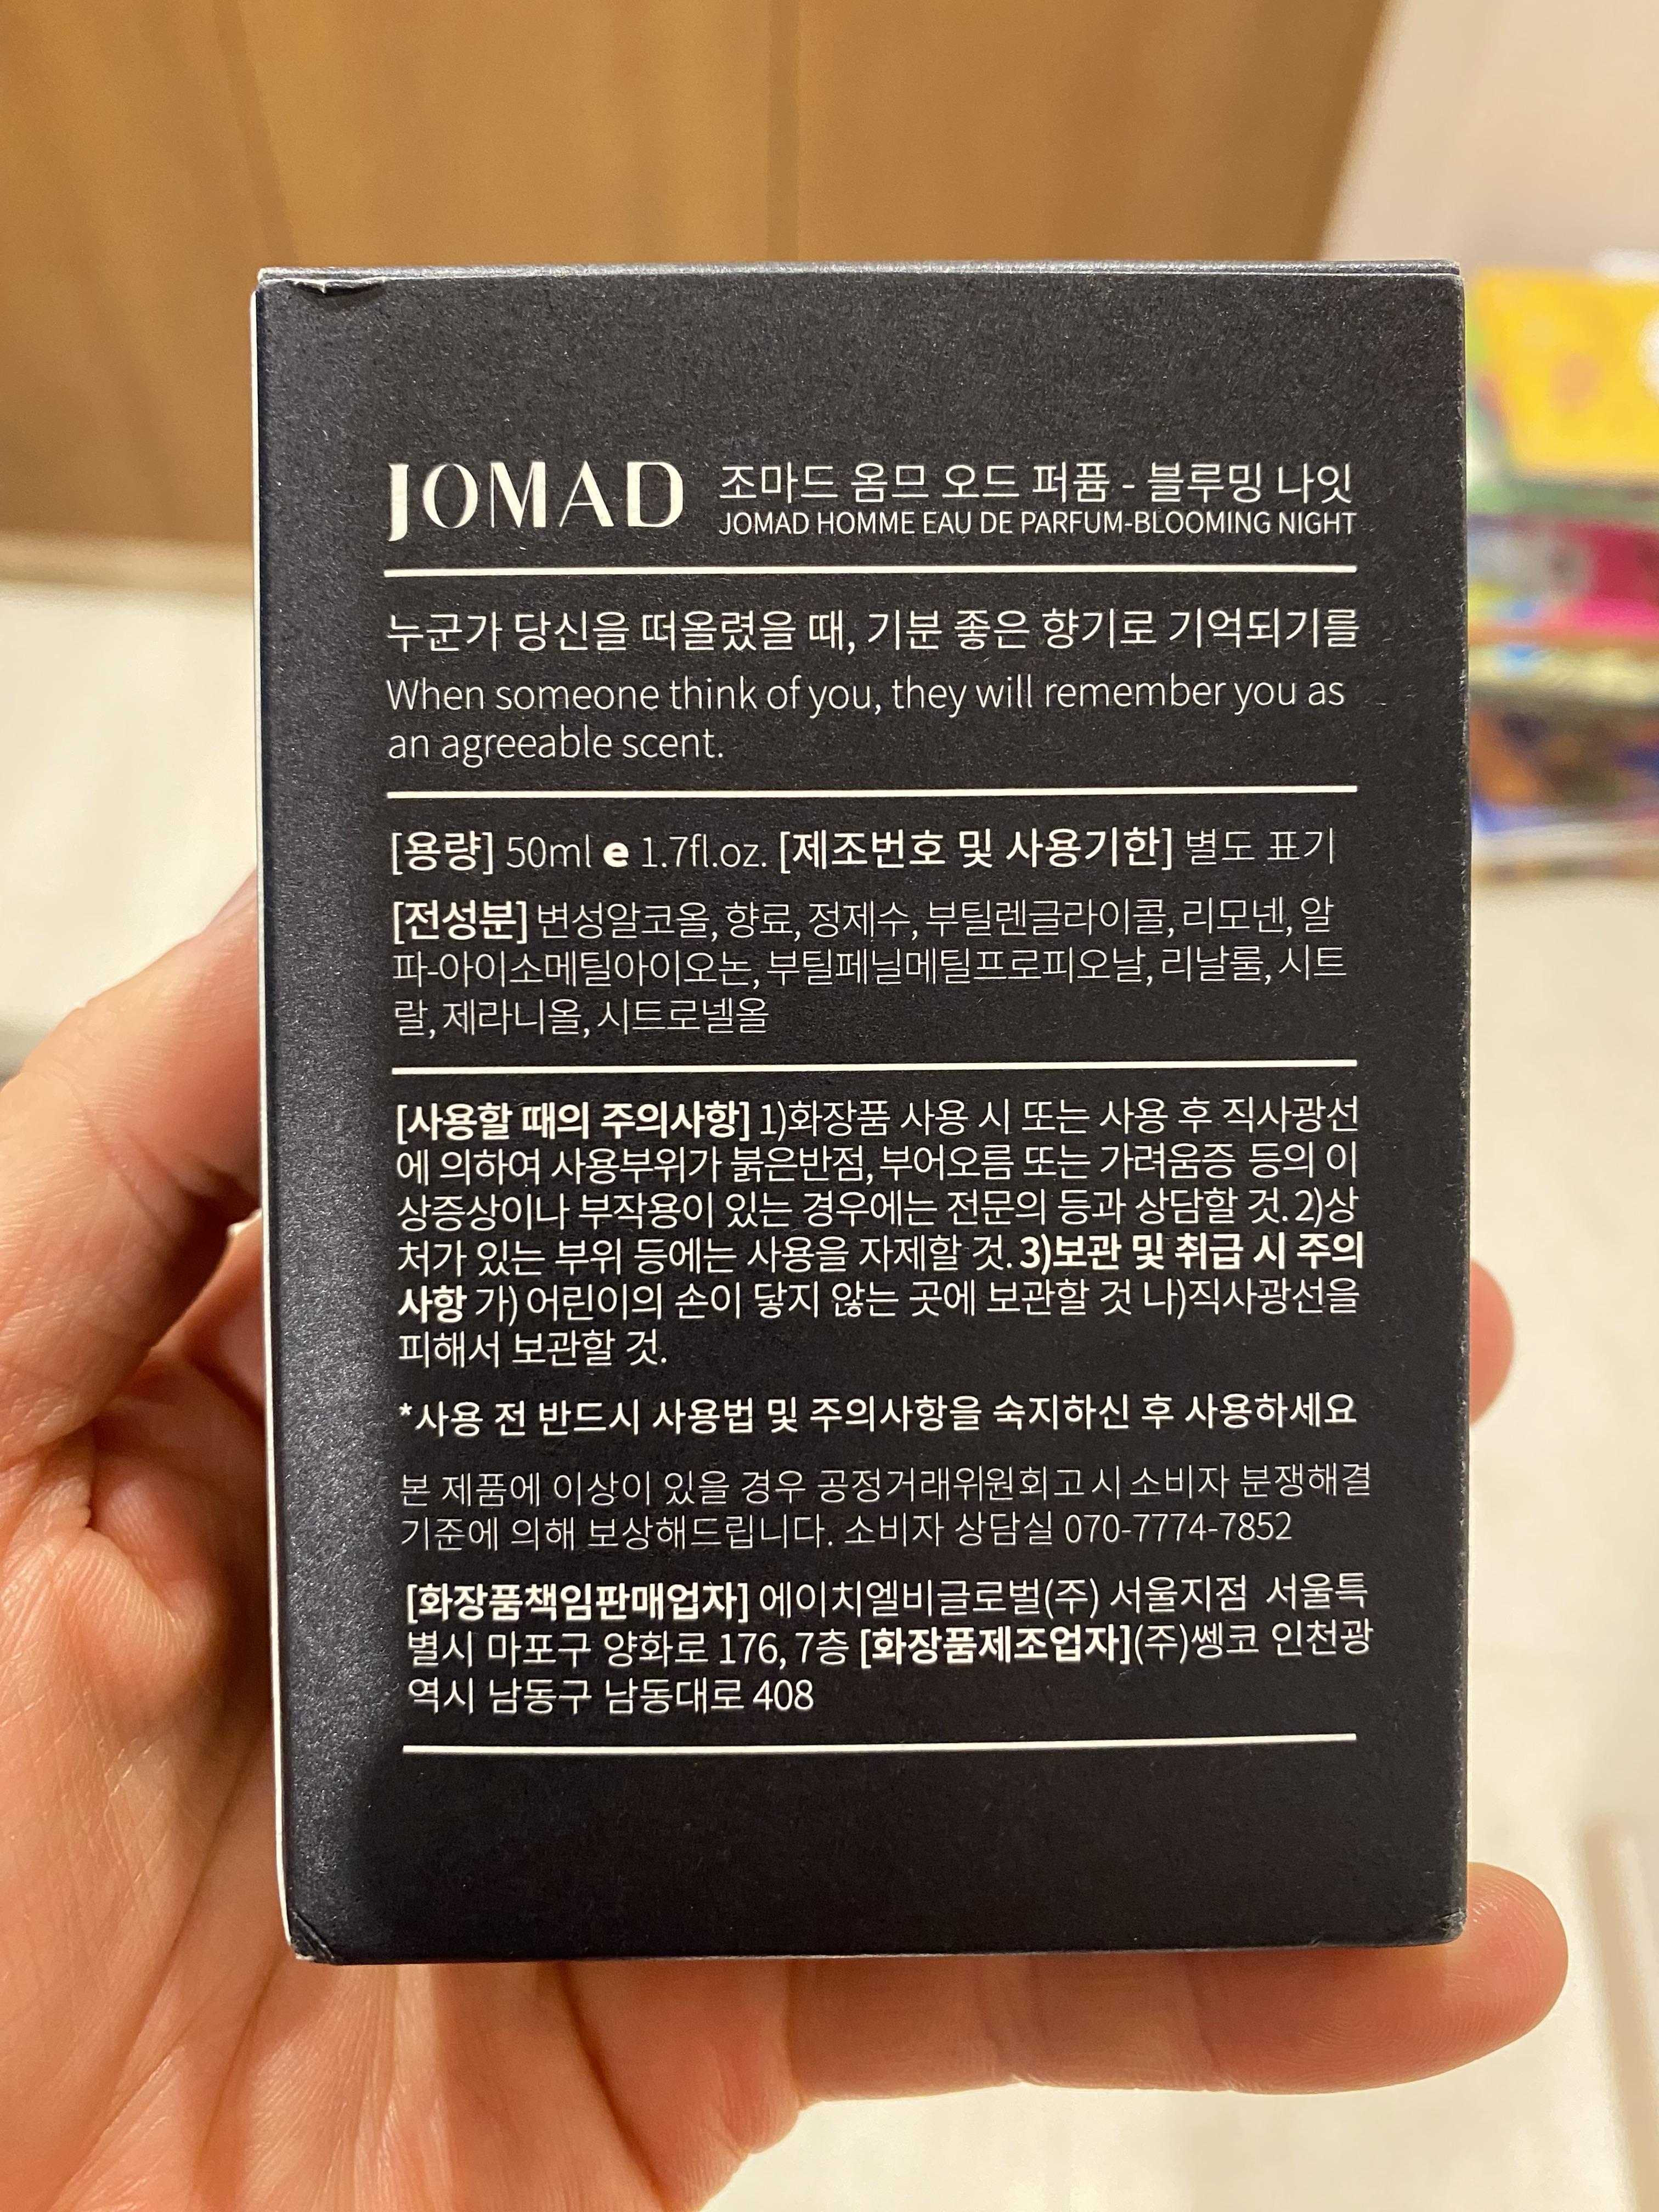 JOMAD 조마드 옴므 오드 퍼퓸 - 블루밍 나잇
JOMAD HOMME EAU DE PARFUM-BLOOMING NIGHT
누군가 당신을 떠올렸을 때, 기분 좋은 향기로 기억되기를
When someone think of you, they will remember you as
an agreeable scent.
[용량] 50ml e 1.7fl.oz. [제조번호 및 사용기한] 별도 표기
[전성분] 변성알코올, 향료, 정제수, 부틸렌글라이콜, 리모넨, 알
파-아이소메틸아이오논, 부틸페닐메틸프로피오날, 리날룰, 시트
랄, 제라니올, 시트로넬올
[사용할 때의 주의사항] 1)화장품 사용 시 또는 사용 후 직사광선
에 의하여 사용부위가 붉은반점, 부어오름 또는 가려움증 등의 이
상증상이나 부작용이 있는 경우에는 전문의 등과 상담할 것. 2)상
처가 있는 부위 등에는 사용을 자제할 것. 3)보관 및 취급 시 주의
사항 가) 어린이의 손이 닿지 않는 곳에 보관할 것 나)직사광선을
피해서 보관할 것.
*사용 전 반드시 사용법 및 주의사항을 숙지하신 후 사용하세요
본 제품에 이상이 있을 경우 공정거래위원회고시 소비자 분쟁해결
기준에 의해 보상해드립니다. 소비자 상담실 070-7774-7852
[화장품책임판매업자] 에이치엘비글로벌(주) 서울지점 서울특
별시 마포구 양화로 176, 7층 [화장품제조업자](주)쎙코 인천광
역시 남동구 남동대로 408